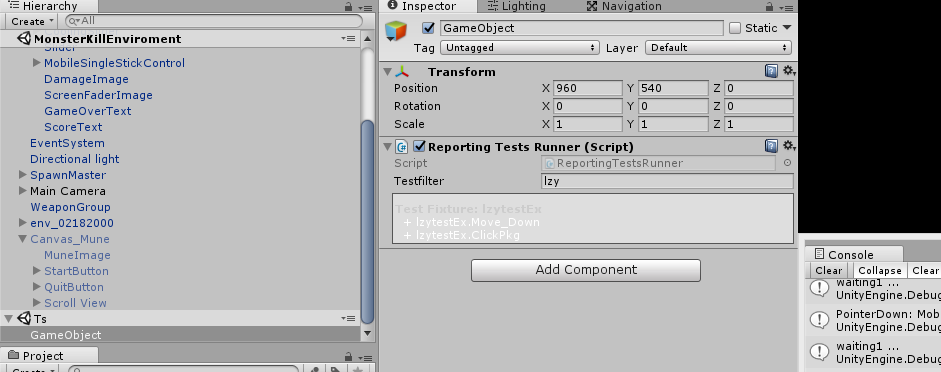 Hierarchy
Create
All
MonsterKillEnviroment
Slider
MobileSingleStickControl
DamageImage
ScreenFaderImage
GameOverText
ScoreText
EventSystem
Directional light
SpawnMaster
Main Camera
WeaponGroup
env_02182000
Canvas_Mune
MuneImage
StartButton
QuitButton
Scroll View
Ts
GameObject
Project
Create
Inspector
Lighting
Navigation
GameObject
Static
Tag Untagged Layer Default
Transform
Position X 960 Y 540 Z 0
Rotation X 0 Y 0 Z 0
Scale X 1 Y 1 Z 1
Reporting Tests Runner (Script)
Script ReportingTestsRunner
Testfilter lzy
Test Fixture: lzytestEx
+ lzytestEx.Move_Down
+ lzytestEx.ClickPkg
Add Component
Console
Clear Collapse Clear
waiting1 ...
UnityEngine.Debug
PointerDown: Mob
UnityEngine.Debug
waiting1 ...
UnityEngine.Debug